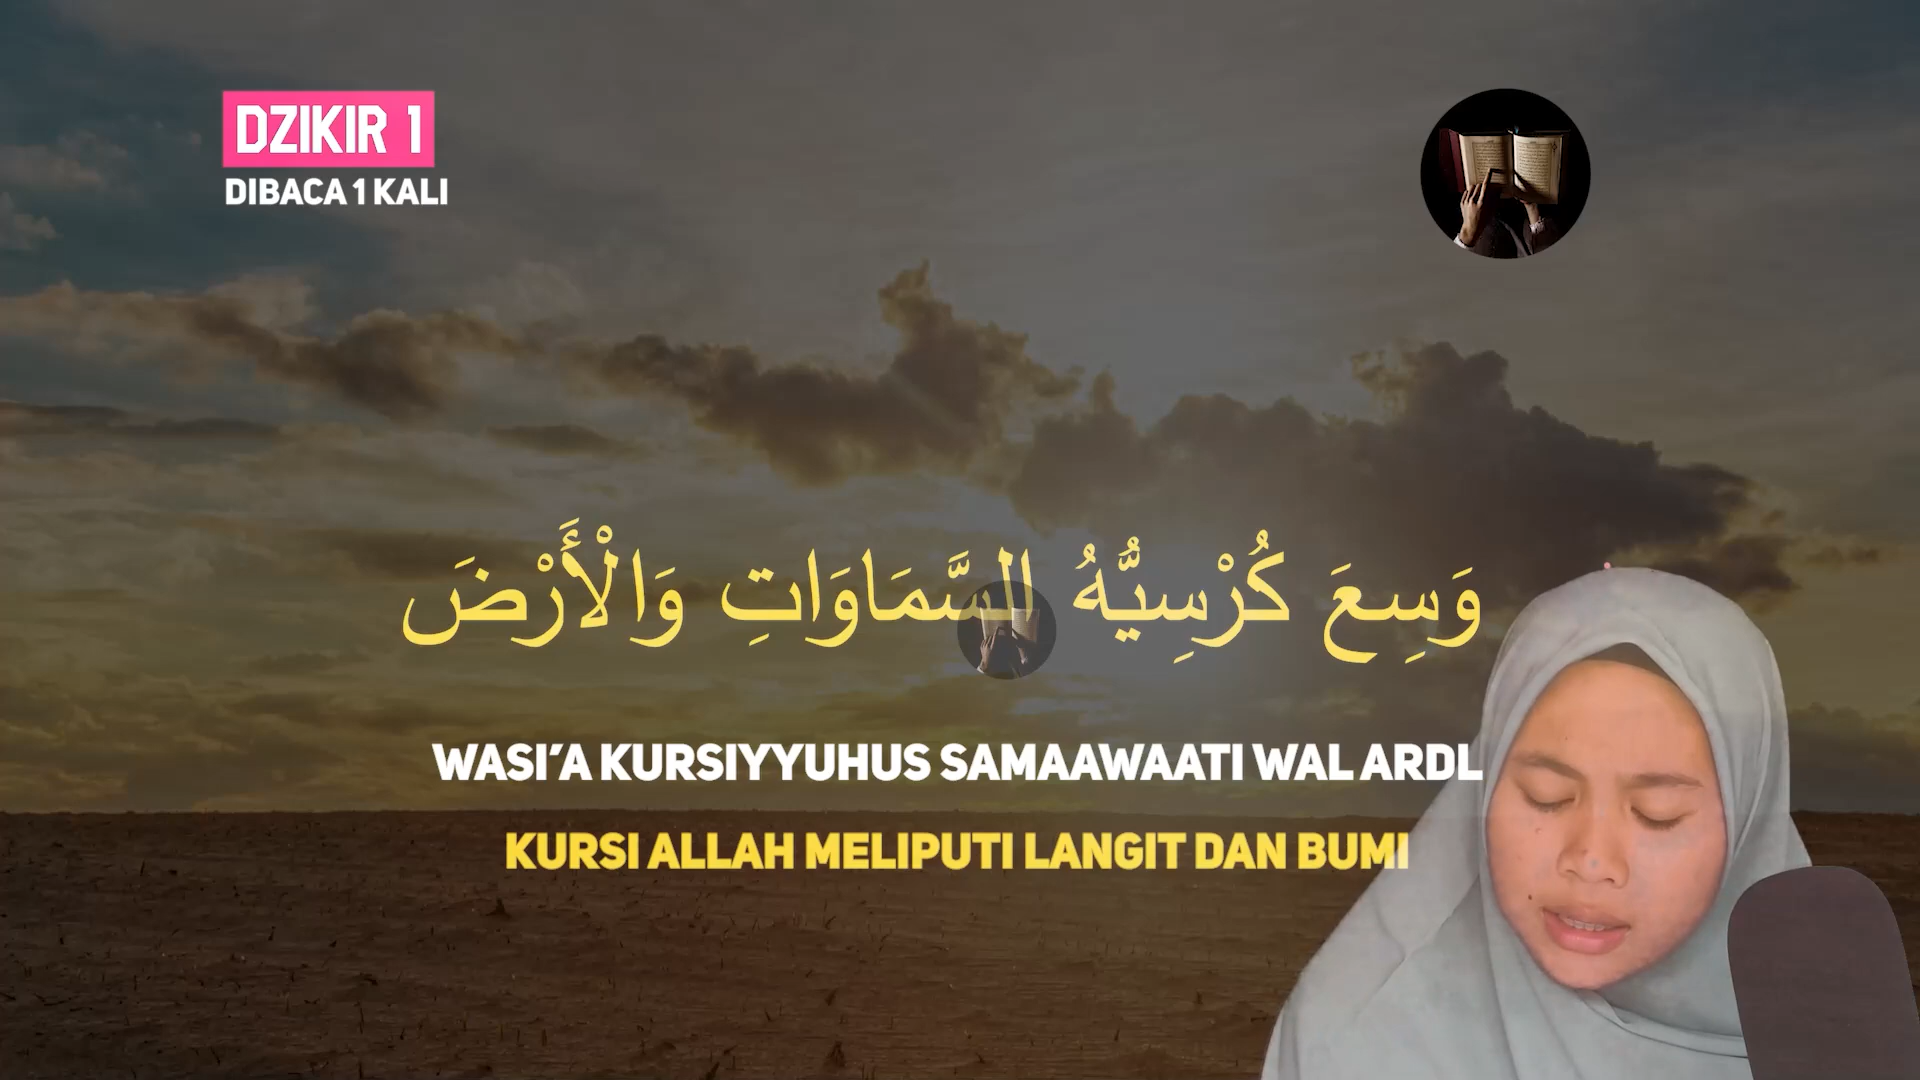 DZIKIR 1
DIBACA 1 KALI
وَسِعَ كُرْسِيُّهُ السَّمَاوَاتِ وَالْأَرْضَ
WASI'A KURSIYYUHUS SAMAAWAATI WAL ARDL
KURSI ALLAH MELIPUTI LANGIT DAN BUMI